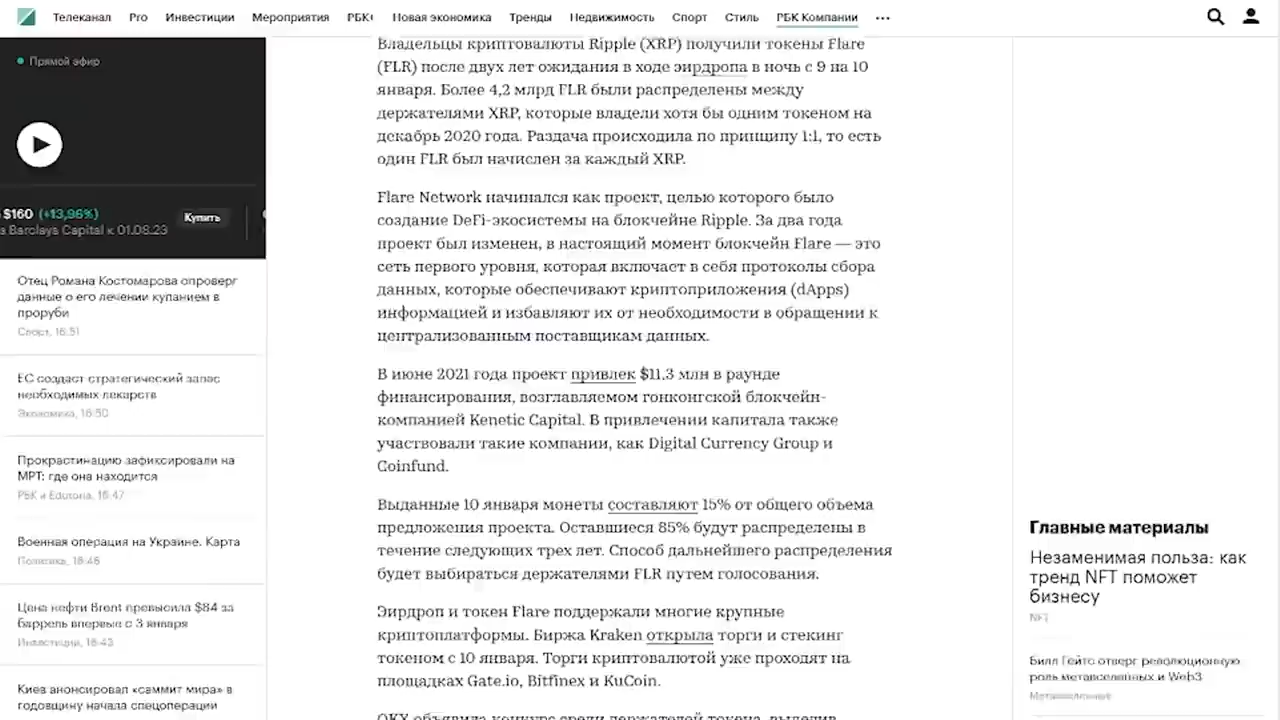 Телеканал Pro Инвестиции Мероприятия РБК Новая экономика Тренды Недвижимость Спорт Стиль РБК Компании
Прямой эфир
$160 (+13,96%) Купить
Barclays Capital к 01.08.23
Отец Романа Костомарова опроверг
данные о его лечении купанием в
проруби
Спорт, 16:51
ЕС создаст стратегический запас
необходимых лекарств
Экономика, 16:50
Прокрастинацию зафиксировали на
МРТ: где она находится
РБК и Edutoria, 16:47
Военная операция на Украине. Карта
Политика, 16:46
Цена нефти Brent превысила $84 за
баррель впервые с 3 января
Инвестиции, 16:43
Киев анонсировал «саммит мира» в
годовщину начала спецоперации
Владельцы криптовалюты Ripple (XRP) получили токены Flare
(FLR) после двух лет ожидания в ходе эирдропа в ночь с 9 на 10
января. Более 4,2 млрд FLR были распределены между
держателями XRP, которые владели хотя бы одним токеном на
декабрь 2020 года. Раздача происходила по принципу 1:1, то есть
один FLR был начислен за каждый XRP.
Flare Network начинался как проект, целью которого было
создание DeFi-экосистемы на блокчейне Ripple. За два года
проект был изменен, в настоящий момент блокчейн Flare — это
сеть первого уровня, которая включает в себя протоколы сбора
данных, которые обеспечивают криптоприложения (dApps)
информацией и избавляют их от необходимости в обращении к
централизованным поставщикам данных.
В июне 2021 года проект привлек $11,3 млн в раунде
финансирования, возглавляемом гонконгской блокчейн-
компанией Kenetic Capital. В привлечении капитала также
участвовали такие компании, как Digital Currency Group и
Coinfund.
Выданные 10 января монеты составляют 15% от общего объема
предложения проекта. Оставшиеся 85% будут распределены в
течение следующих трех лет. Способ дальнейшего распределения
будет выбираться держателями FLR путем голосования.
Эирдроп и токен Flare поддержали многие крупные
криптоплатформы. Биржа Kraken открыла торги и стекинг
токеном с 10 января. Торги криптовалютой уже проходят на
площадках Gate.io, Bitfinex и KuCoin.
OKX объявила конкурс среди держателей токена, выделив
Главные материалы
Незаменимая польза: как
тренд NFT поможет
бизнесу
NFT
Билл Гейтс отверг революционную
роль метавселенных и Web3
Метавселенные